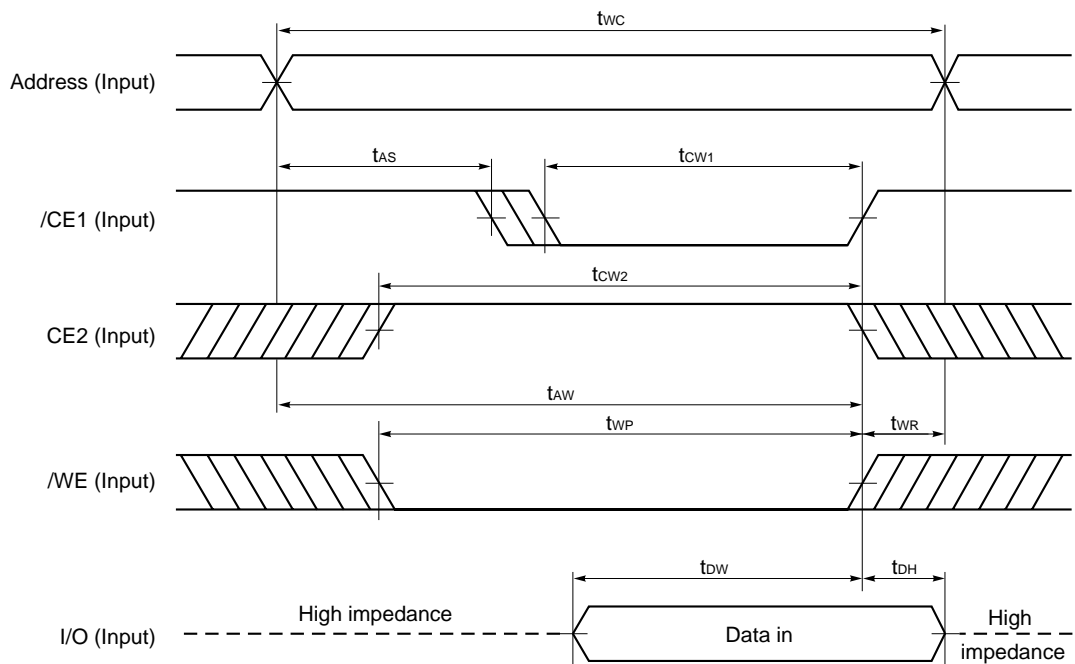 tWC
Address (Input)
tAS
tCW1
/CE1 (Input)
tCW2
CE2 (Input)
tAW
tWP
tWR
/WE (Input)
tDW
tDH
High impedance
Data in
High
impedance
I/O (Input)